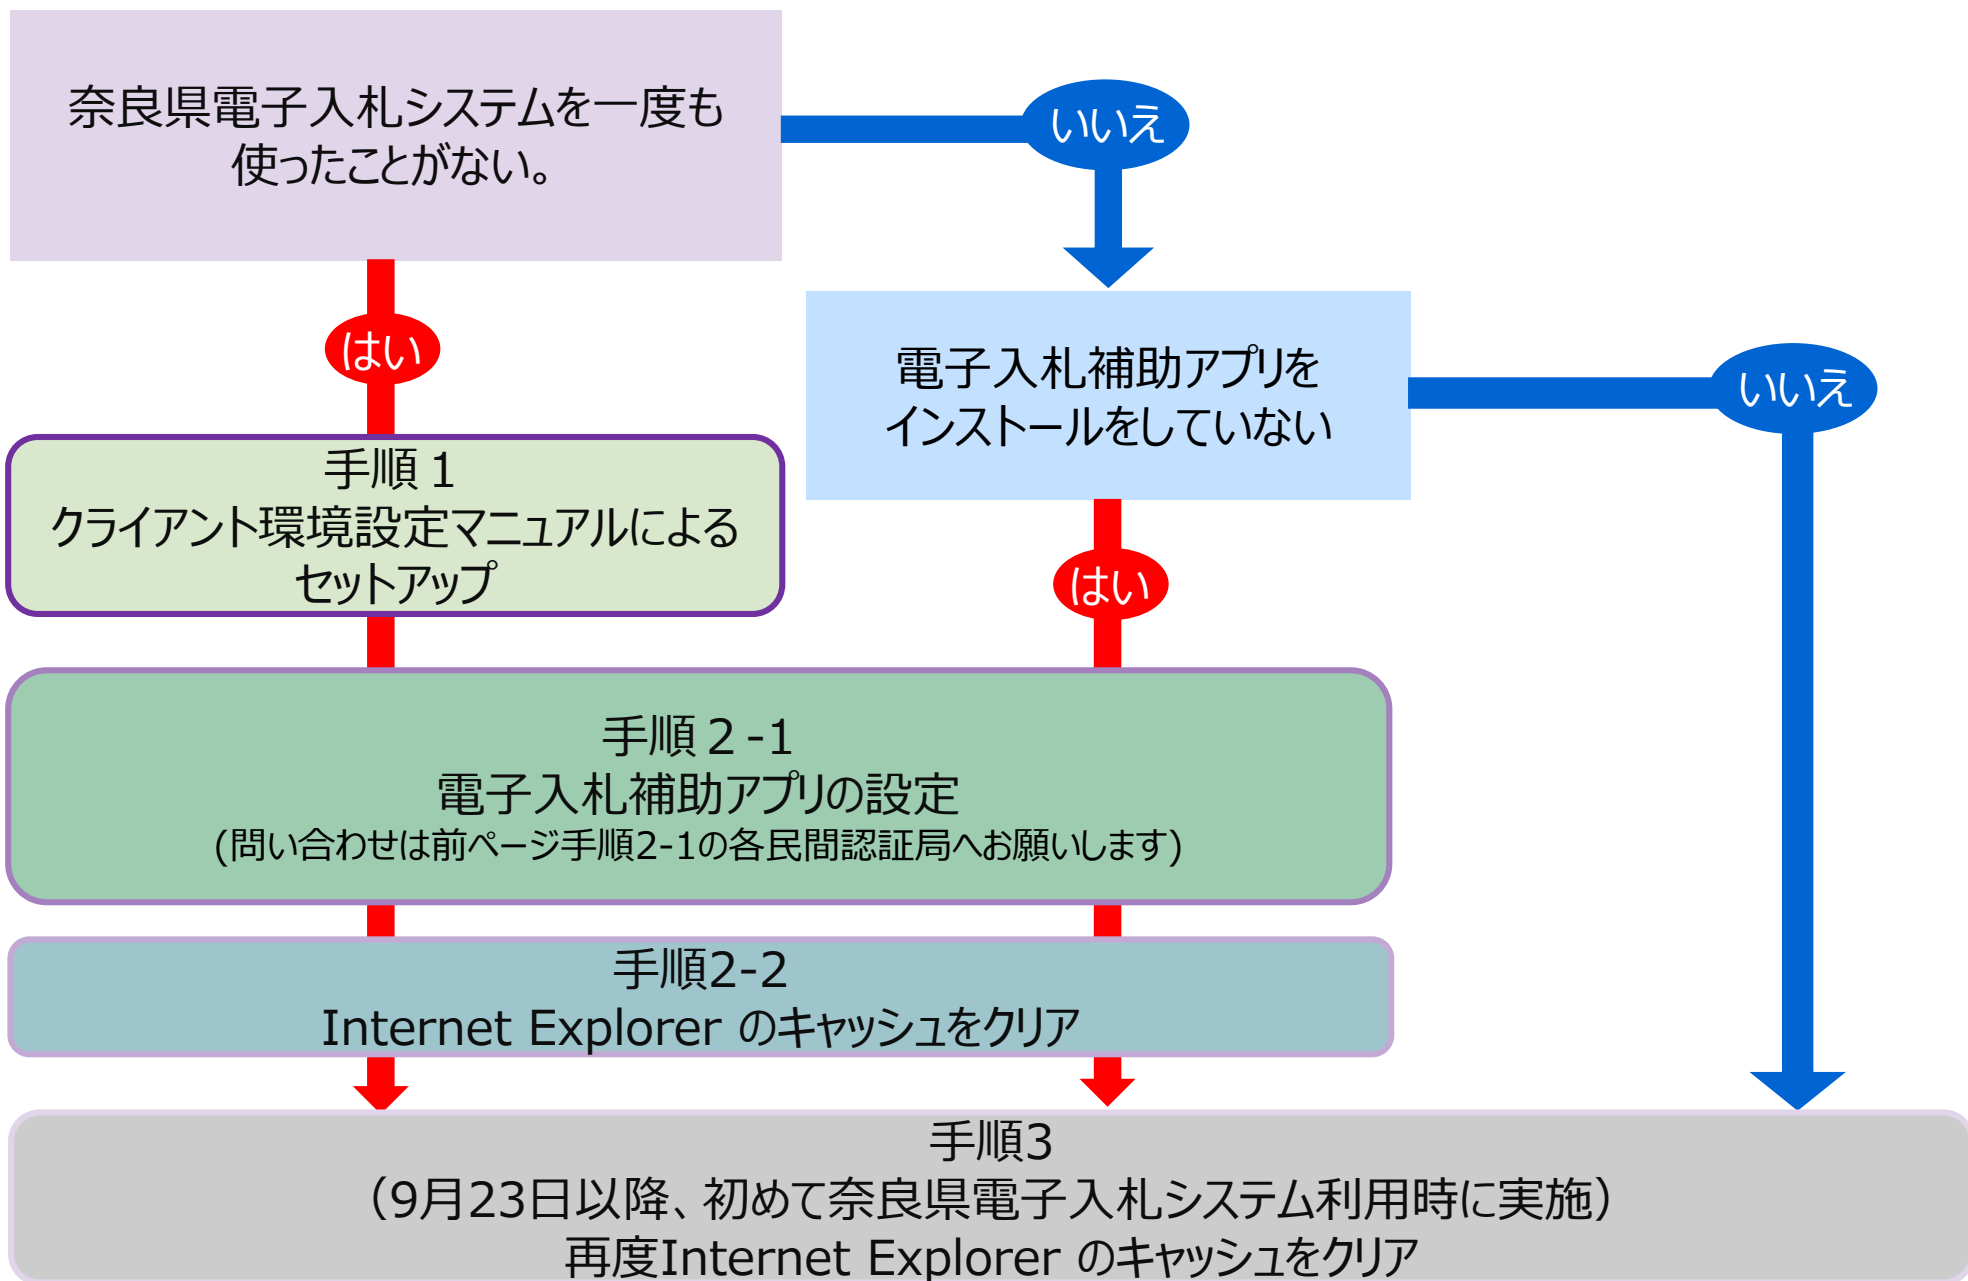 奈良県電子入札システムを一度も
使ったことがない。
いいえ
はい
電子入札補助アプリを
インストールをしていない
いいえ
手順1
クライアント環境設定マニュアルによる
セットアップ
はい
手順2-1
電子入札補助アプリの設定
(問い合わせは前ページ手順2-1の各民間認証局へお願いします)
手順2-2
Internet Explorer のキャッシュをクリア
手順3
（9月23日以降、初めて奈良県電子入札システム利用時に実施）
再度Internet Explorer のキャッシュをクリア